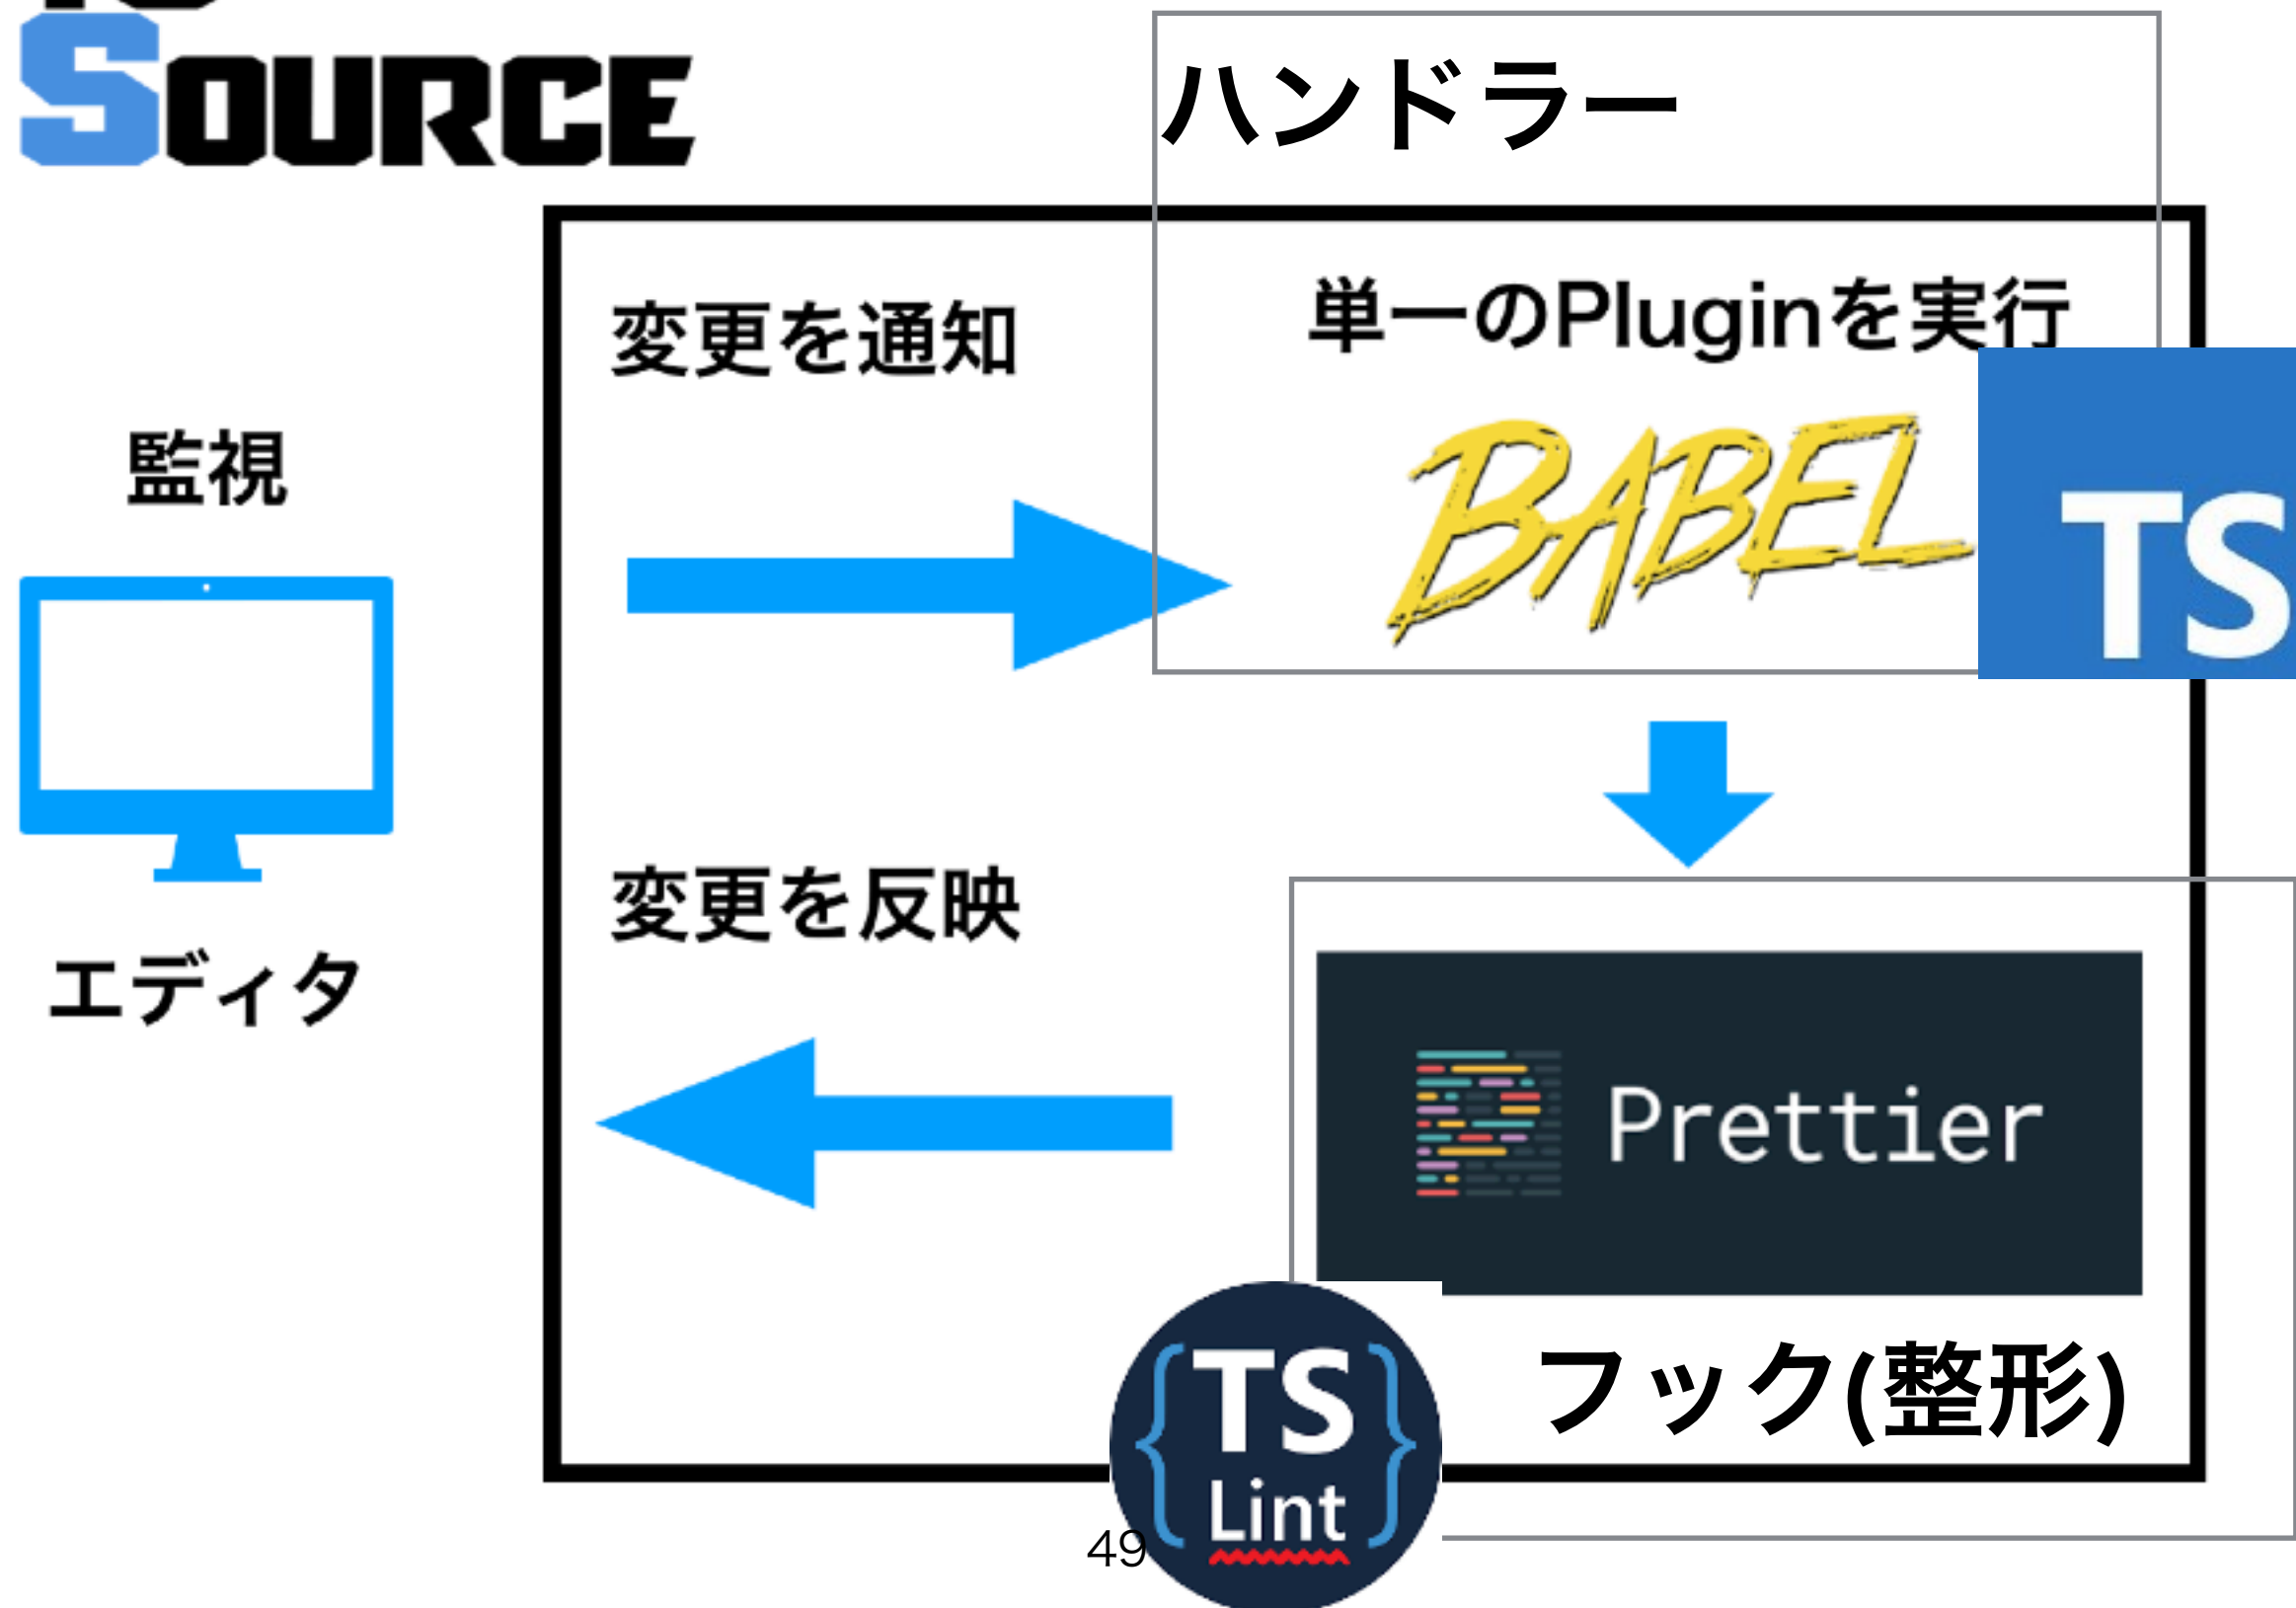 SOURCE
ハンドラー
変更を通知
単一のPluginを実行
監視
BABEL
TS
変更を反映
エディタ
Prettier
フック(整形)
{TS
Lint}
49